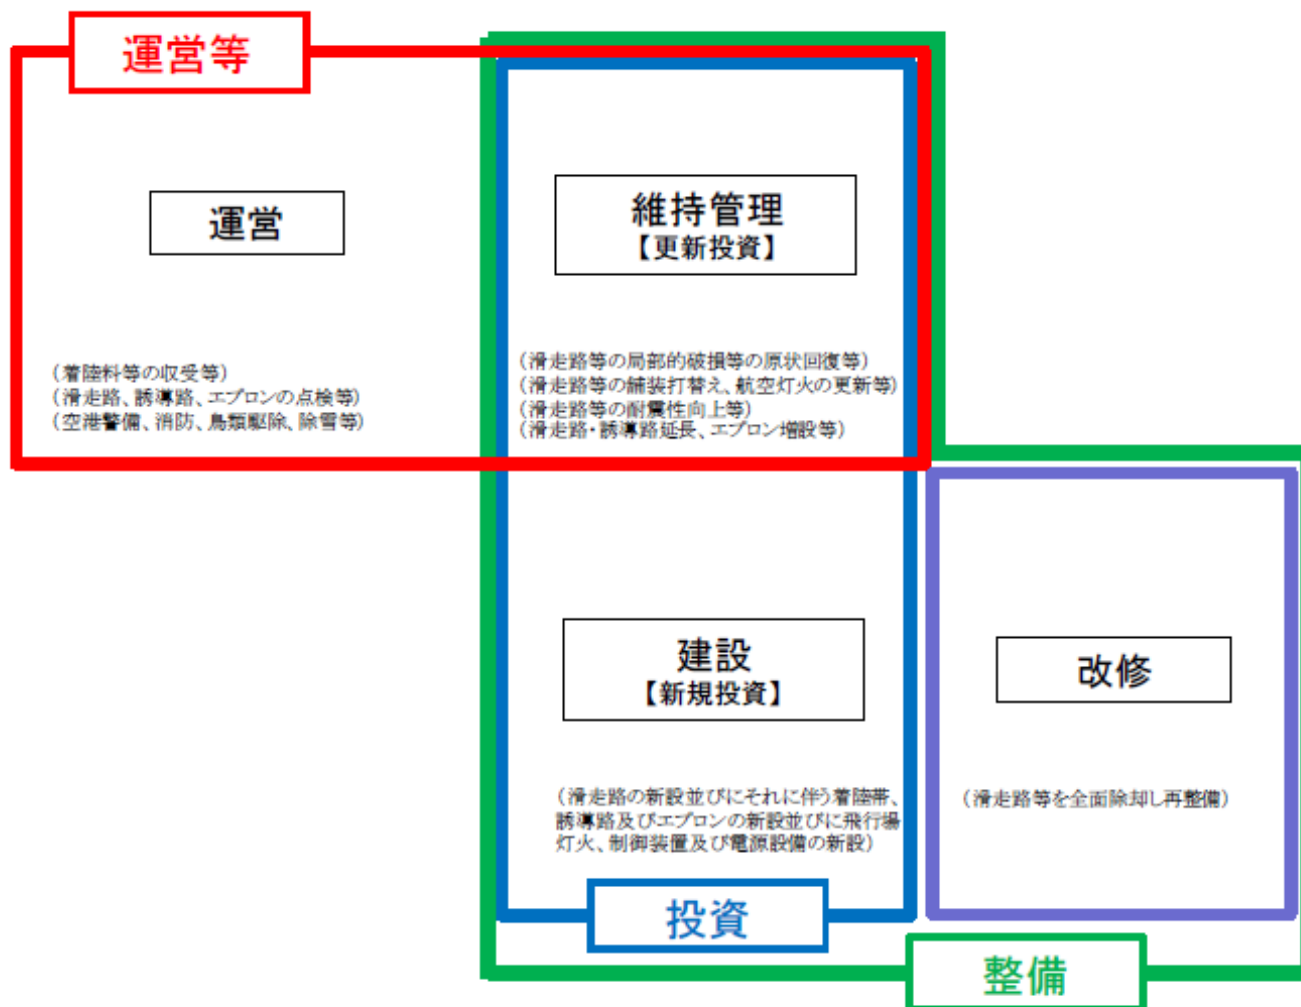 運営等
運営
（着陸料等の収受等）
（滑走路、誘導路、エプロンの点検等）
（空港警備、消防、鳥類駆除、除雪等）
維持管理
【更新投資】
（滑走路等の局部的破損等の原状回復等）
（滑走路等の舗装打替え、航空灯火の更新等）
（滑走路等の耐震性向上等）
（滑走路・誘導路延長、エプロン増設等）
建設
【新規投資】
（滑走路の新設並びにそれに伴う着陸帯、
誘導路及びエプロンの新設並びに飛行場
灯火、制御装置及び電源設備の新設）
改修
（滑走路等を全面除却し再整備）
投資
整備